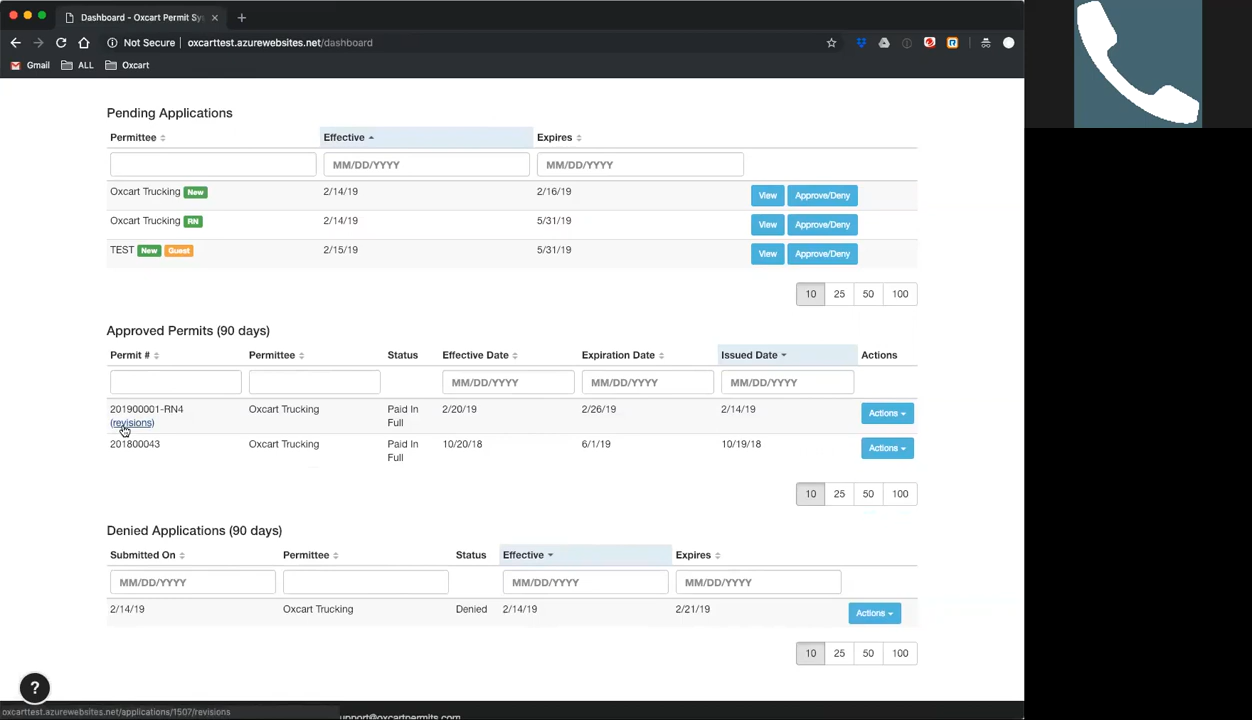 Dashboard - Oxcart Permit Sy
Not Secure | oxcarttest.azurewebsites.net/dashboard
Gmail ALL Oxcart
Pending Applications
Permittee Effective Expires
MM/DD/YYYY MM/DD/YYYY
Oxcart Trucking New 2/14/19 2/16/19 View Approve/Deny
Oxcart Trucking RN 2/14/19 5/31/19 View Approve/Deny
TEST New Guest 2/15/19 5/31/19 View Approve/Deny
10 25 50 100
Approved Permits (90 days)
Permit # Permittee Status Effective Date Expiration Date Issued Date Actions
MM/DD/YYYY MM/DD/YYYY MM/DD/YYYY
201900001-RN4 Oxcart Trucking Paid In 2/20/19 2/26/19 2/14/19 Actions
(revisions) Full
201800043 Oxcart Trucking Paid In 10/20/18 6/1/19 10/19/18 Actions
Full
10 25 50 100
Denied Applications (90 days)
Submitted On Permittee Status Effective Expires
MM/DD/YYYY MM/DD/YYYY MM/DD/YYYY
2/14/19 Oxcart Trucking Denied 2/14/19 2/21/19 Actions
10 25 50 100
?
oxcarttest.azurewebsites.net/applications/1507/revisions
upport@oxcartpermits.com